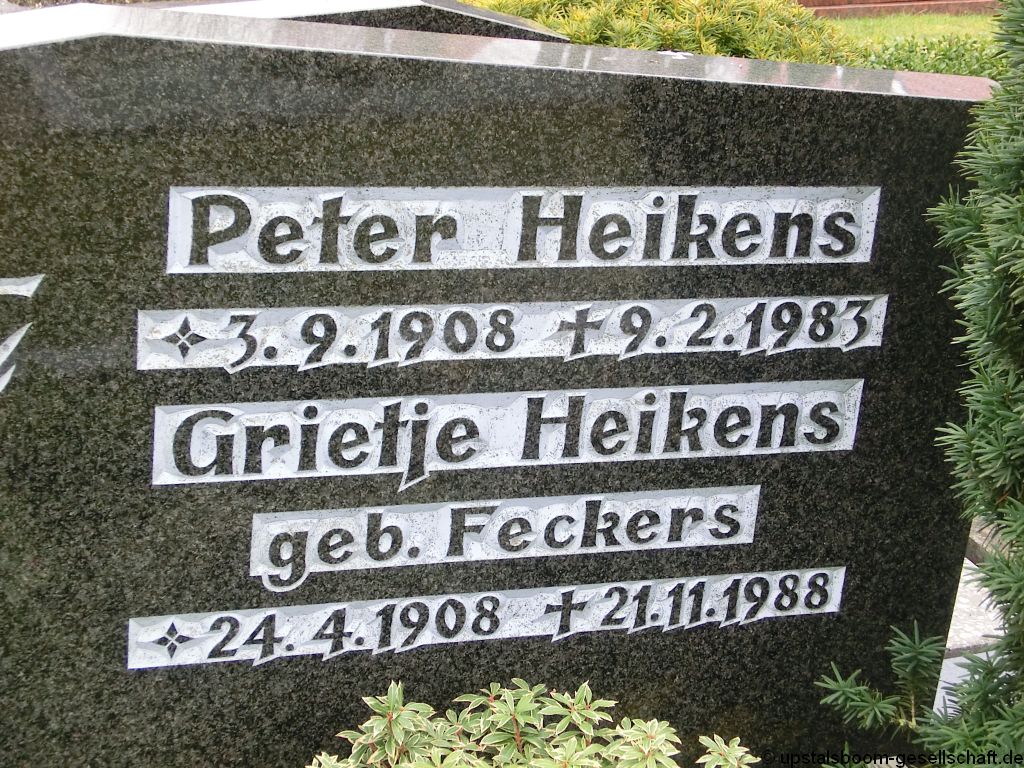 Peter Heikens
✧ 3. 9. 1908 ✝ 9. 2. 1983
Grietje Heikens
geb. Feckers
✧ 24. 4. 1908 ✝ 21. 11. 1988
© upstalsboom-gesellschaft.de